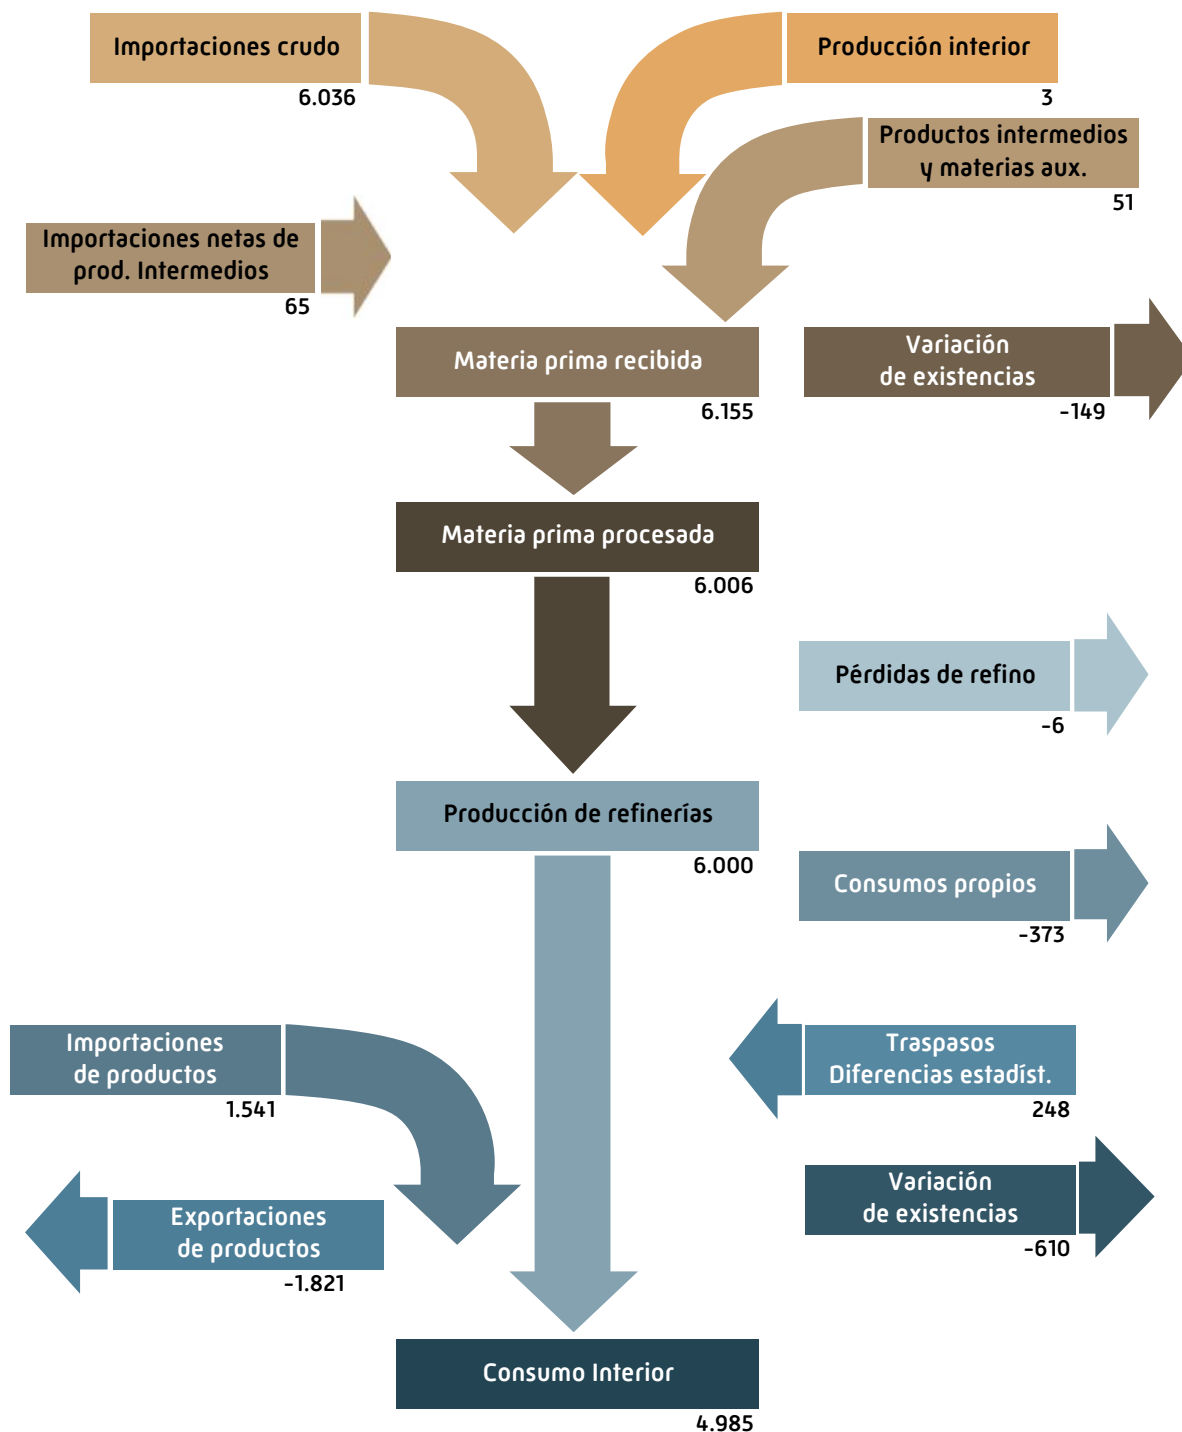 Importaciones crudo
6.036
Producción interior
3
Productos intermedios
y materias aux.
51
Importaciones netas de
prod. Intermedios
65
Materia prima recibida
6.155
Variación
de existencias
-149
Materia prima procesada
6.006
Pérdidas de refino
-6
Producción de refinerías
6.000
Consumos propios
-373
Importaciones
de productos
1.541
Traspasos
Diferencias estadíst.
248
Exportaciones
de productos
-1.821
Variación
de existencias
-610
Consumo Interior
4.985